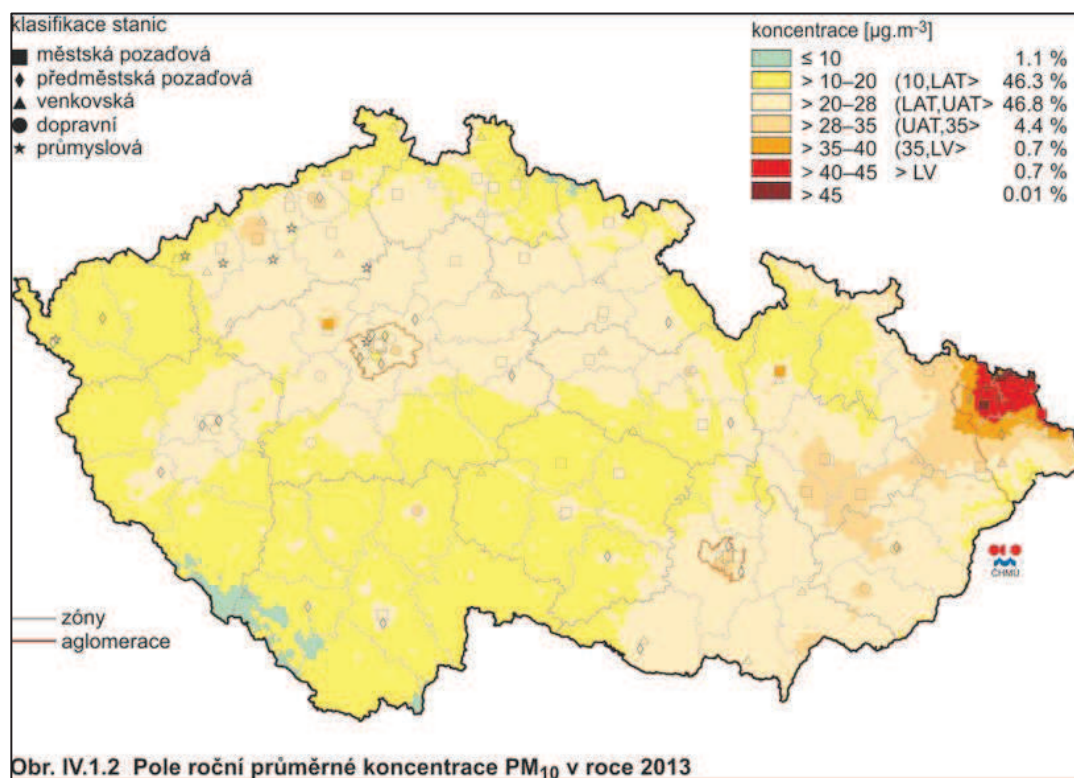 klasifikace stanic
městská pozaďová
předměstská pozaďová
venkovská
dopravní
průmyslová
koncentrace [µg.m-3]
≤ 10 1.1 %
> 10–20 (10,LAT> 46.3 %
> 20–28 (LAT,UAT> 46.8 %
> 28–35 (UAT,35> 4.4 %
> 35–40 (35,LV> 0.7 %
> 40–45 > LV 0.7 %
> 45 0.01 %
ČHMÚ
zóny
aglomerace
Obr. IV.1.2 Pole roční průměrné koncentrace PM10 v roce 2013